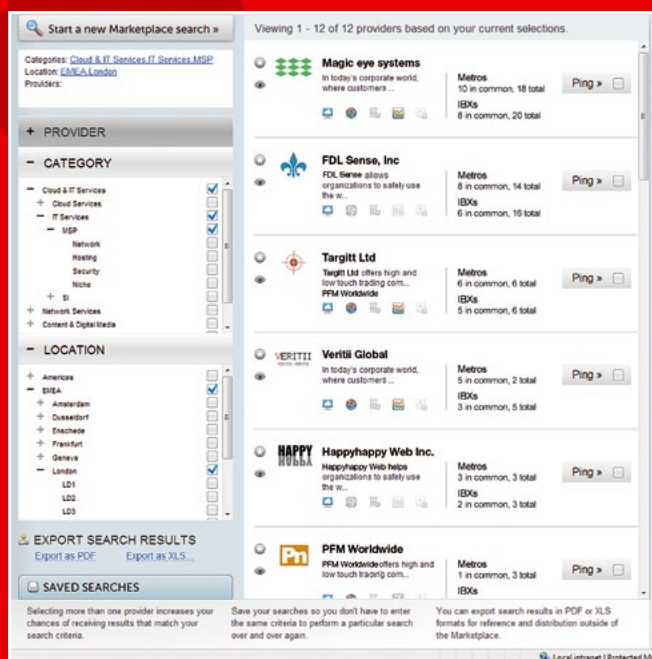 Start a new Marketplace search »
Categories: Cloud & IT Services.IT Services.MSP
Location: EMEA.London
Providers:
+ PROVIDER
− CATEGORY
− Cloud & IT Services
+ Cloud Services
− IT Services
− MSP
Network
Hosting
Security
Niche
+ SI
+ Network Services
+ Content & Digital Media
− LOCATION
+ Americas
− EMEA
+ Amsterdam
+ Dusseldorf
+ Enschede
+ Frankfurt
+ Geneva
− London
LD1
LD2
LD3
EXPORT SEARCH RESULTS
Export as PDF Export as XLS...
SAVED SEARCHES
Viewing 1 - 12 of 12 providers based on your current selections.
Magic eye systems
In today's corporate world,
where customers ...
Metros
10 in common, 18 total
IBXs
8 in common, 20 total
Ping »
FDL Sense, Inc
FDL Sense allows
organizations to safely use
the w...
Metros
8 in common, 14 total
IBXs
6 in common, 16 total
Ping »
Targitt Ltd
Targitt Ltd offers high and
low touch trading com...
PFM Worldwide
Metros
6 in common, 6 total
IBXs
5 in common, 6 total
Ping »
VERITII
Veritii Global
In today's corporate world,
where customers ...
Metros
5 in common, 2 total
IBXs
3 in common, 5 total
Ping »
HAPPY
Happyhappy Web Inc.
Happyhappy Web helps
organizations to safely use
the w...
Metros
3 in common, 3 total
IBXs
2 in common, 3 total
Ping »
Pn
PFM Worldwide
PFM Worldwide offers high and
low touch trading com...
Metros
1 in common, 3 total
IBXs
Ping »
Selecting more than one provider increases your
chances of receiving results that match your
search criteria.
Save your searches so you don't have to enter
the same criteria to perform a particular search
over and over again.
You can export search results in PDF or XLS
formats for reference and distribution outside of
the Marketplace.
Local intranet | Protected M